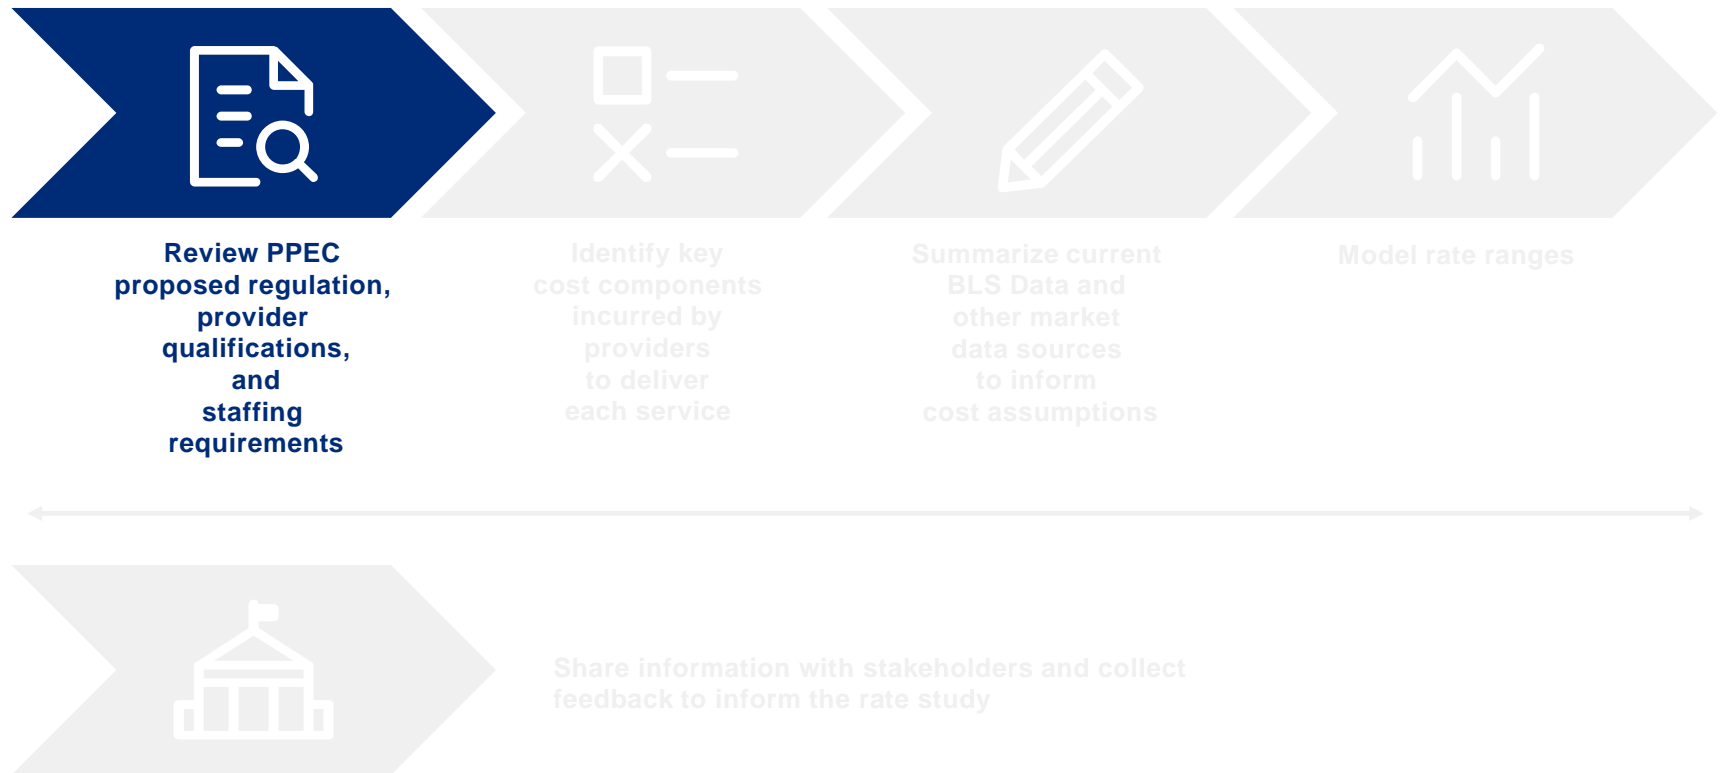 Review PPEC
proposed regulation,
provider
qualifications,
and
staffing
requirements
Identify key
cost components
incurred by
providers
to deliver
each service
Summarize current
BLS Data and
other market
data sources
to inform
cost assumptions
Model rate ranges
Share information with stakeholders and collect
feedback to inform the rate study